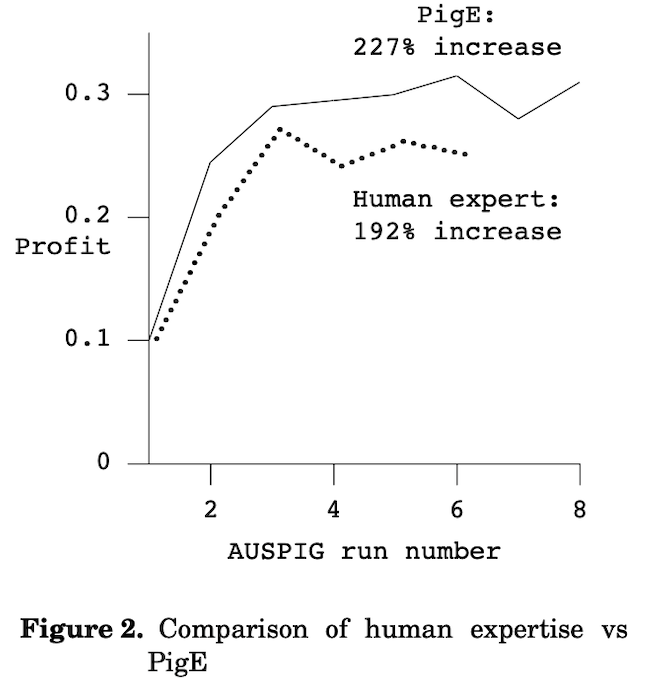 PigE:
227% increase
0.3
Human expert:
0.2
192% increase
Profit
0.1
0
2 4 6 8
AUSPIG run number
Figure 2. Comparison of human expertise vs
PigE